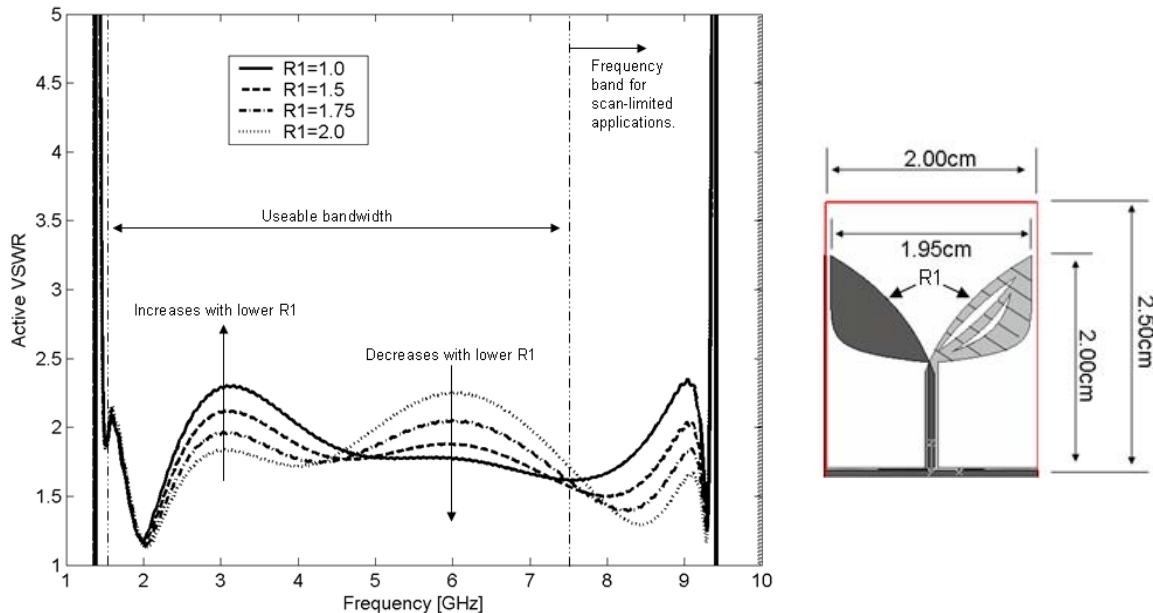 5
4.5
4
3.5
3
2.5
2
1.5
1
Active VSWR
R1=1.0
R1=1.5
R1=1.75
R1=2.0
Frequency
band for
scan-limited
applications.
Useable bandwidth
Increases with lower R1
Decreases with lower R1
1 2 3 4 5 6 7 8 9 10
Frequency [GHz]
2.00cm
1.95cm
R1
2.00cm
2.50cm